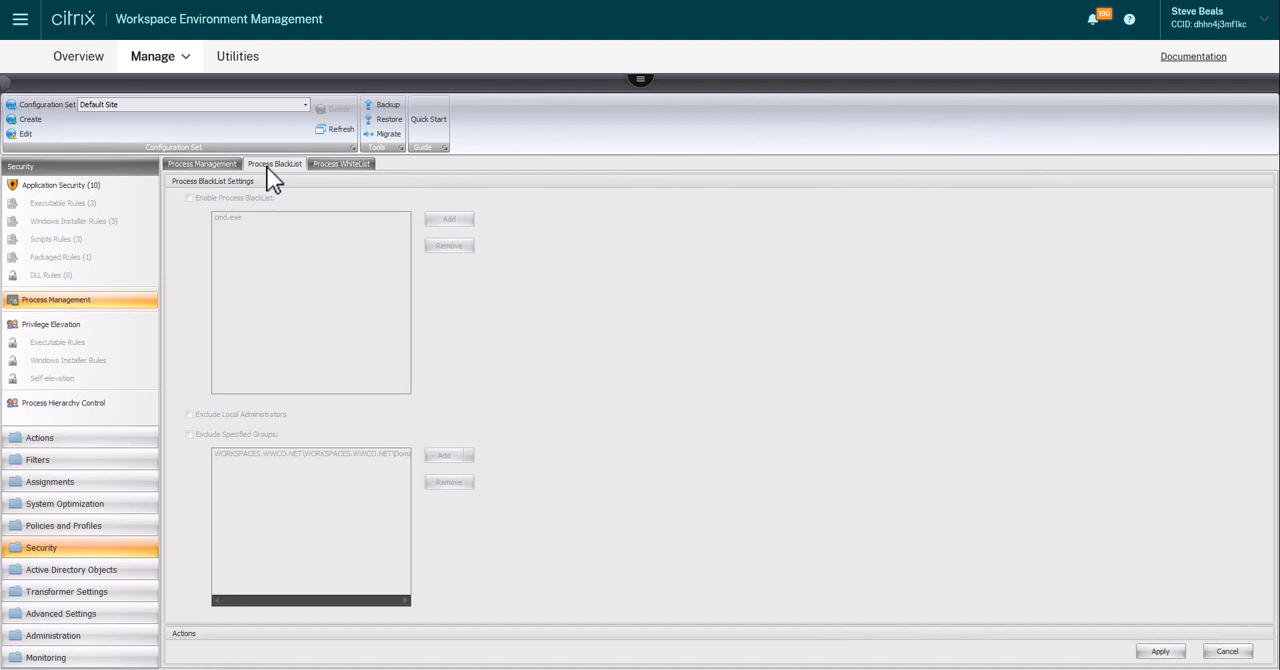 citrix Workspace Environment Management
190
?
Steve Beals
CCID: dhhn4j3mf1kc
Overview Manage Utilities
Documentation
Configuration Set Default Site
Create
Edit
Delete
Refresh
Configuration Set
Backup
Restore
Migrate
Tools
Quick Start
Guide
Security
Application Security (10)
Executable Rules (3)
Windows Installer Rules (3)
Scripts Rules (3)
Packaged Rules (1)
DLL Rules (0)
Process Management
Privilege Elevation
Executable Rules
Windows Installer Rules
Self-elevation
Process Hierarchy Control
Actions
Filters
Assignments
System Optimization
Policies and Profiles
Security
Active Directory Objects
Transformer Settings
Advanced Settings
Administration
Monitoring
Process Management Process BlackList Process WhiteList
Process BlackList Settings
Enable Process BlackList:
cmd.exe
Add
Remove
Exclude Local Administrators
Exclude Specified Groups:
WORKSPACES.WWCO.NET\WORKSPACES.WWCO.NET\Doma
Add
Remove
Actions
Apply Cancel